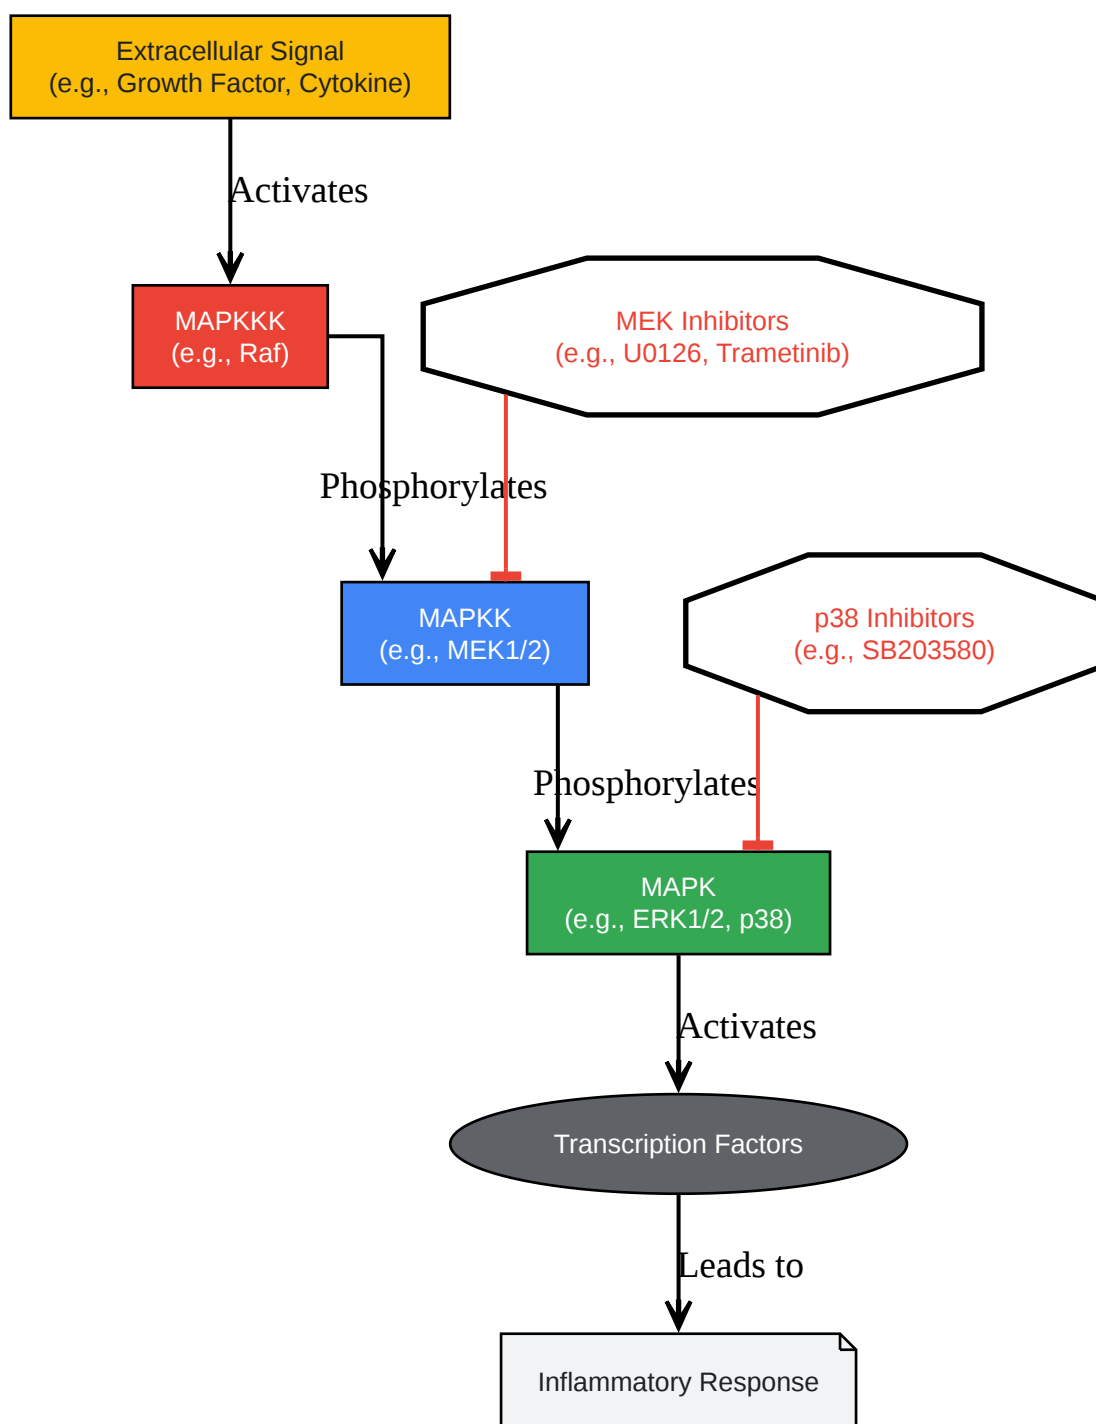 Extracellular Signal
(e.g., Growth Factor, Cytokine)
Activates
MAPKKK
(e.g., Raf)
MEK Inhibitors
(e.g., U0126, Trametinib)
Phosphorylates
MAPKK
(e.g., MEK1/2)
p38 Inhibitors
(e.g., SB203580)
Phosphorylates
MAPK
(e.g., ERK1/2, p38)
Activates
Transcription Factors
Leads to
Inflammatory Response